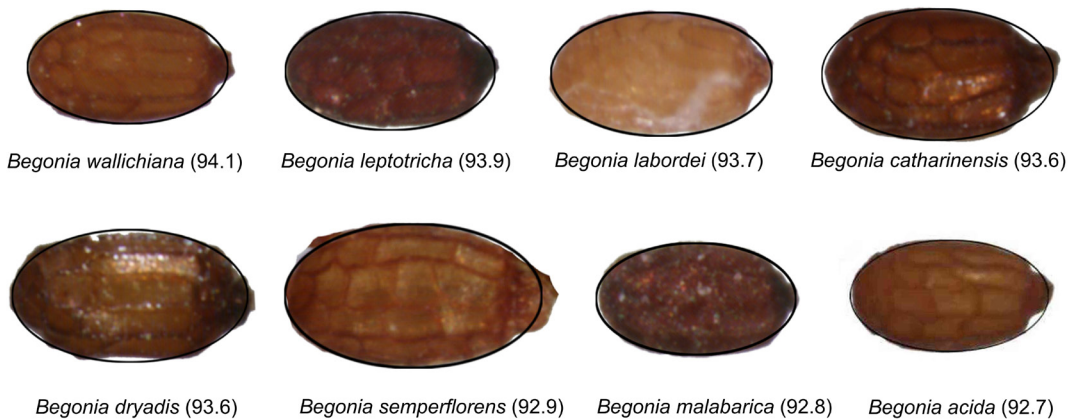 Begonia wallichiana (94.1)
Begonia leptotricha (93.9)
Begonia labordei (93.7)
Begonia catharinensis (93.6)
Begonia dryadis (93.6)
Begonia semperflorens (92.9)
Begonia malabarica (92.8)
Begonia acida (92.7)